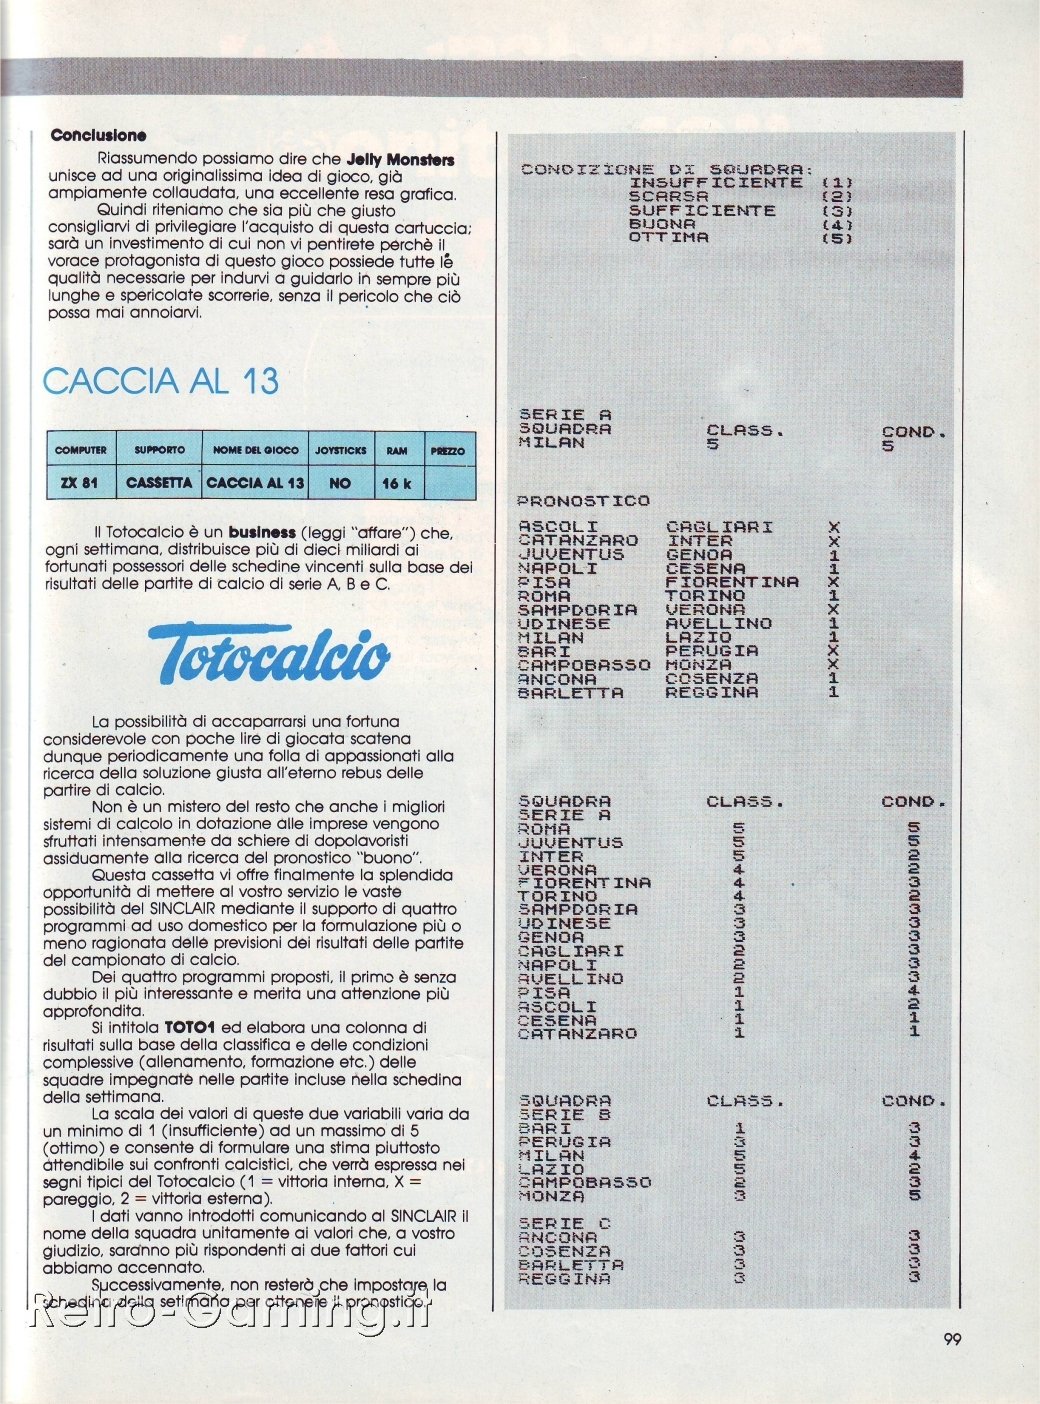 Conclusione
Riassumendo possiamo dire che Jelly Monsters
unisce ad una originalissima idea di gioco, già
ampiamente collaudata, una eccellente resa grafica.
Quindi riteniamo che sia più che giusto
consigliarvi di privilegiare l'acquisto di questa cartuccia;
sarà un investimento di cui non vi pentirete perchè il
vorace protagonista di questo gioco possiede tutte le
qualità necessarie per indurvi a guidarlo in sempre più
lunghe e spericolate scorrerie, senza il pericolo che ciò
possa mai annoiarvi.
CACCIA AL 13
COMPUTER SUPPORTO NOME DEL GIOCO JOYSTICKS RAM PREZZO
ZX 81 CASSETTA CACCIA AL 13 NO 16 k
Il Totocalcio è un business (leggi "affare") che,
ogni settimana, distribuisce più di dieci miliardi ai
fortunati possessori delle schedine vincenti sulla base dei
risultati delle partite di calcio di serie A, B e C.
Totocalcio
La possibilità di accaparrarsi una fortuna
considerevole con poche lire di giocata scatena
dunque periodicamente una folla di appassionati alla
ricerca della soluzione giusta all'eterno rebus delle
partire di calcio.
Non è un mistero del resto che anche i migliori
sistemi di calcolo in dotazione alle imprese vengono
sfruttati intensamente da schiere di dopolavoristi
assiduamente alla ricerca del pronostico "buono".
Questa cassetta vi offre finalmente la splendida
opportunità di mettere al vostro servizio le vaste
possibilità del SINCLAIR mediante il supporto di quattro
programmi ad uso domestico per la formulazione più o
meno ragionata delle previsioni dei risultati delle partite
del campionato di calcio.
Dei quattro programmi proposti, il primo è senza
dubbio il più interessante e merita una attenzione più
approfondita.
Si intitola TOTO1 ed elabora una colonna di
risultati sulla base della classifica e delle condizioni
complessive (allenamento, formazione etc.) delle
squadre impegnate nelle partite incluse nella schedina
della settimana.
La scala dei valori di queste due variabili varia da
un minimo di 1 (insufficiente) ad un massimo di 5
(ottimo) e consente di formulare una stima piuttosto
attendibile sui confronti calcistici, che verrà espressa nei
segni tipici del Totocalcio (1 = vittoria interna, X =
pareggio, 2 = vittoria esterna).
I dati vanno introdotti comunicando al SINCLAIR il
nome della squadra unitamente ai valori che, a vostro
giudizio, saranno più rispondenti ai due fattori cui
abbiamo accennato.
Successivamente, non resterà che impostare la
schedina della settimana per ottenere il pronostico.
Retro-Gaming.it
CONDIZIONE DI SQUADRA:
INSUFFICIENTE (1)
SCARSA (2)
SUFFICIENTE (3)
BUONA (4)
OTTIMA (5)
SERIE A
SQUADRA CLASS. COND.
MILAN 5 5
PRONOSTICO
ASCOLI CAGLIARI X
CATANZARO INTER X
JUVENTUS GENOA 1
NAPOLI CESENA 1
PISA FIORENTINA X
ROMA TORINO 1
SAMPDORIA VERONA X
UDINESE AVELLINO 1
MILAN LAZIO 1
BARI PERUGIA X
CAMPOBASSO MONZA X
ANCONA COSENZA 1
BARLETTA REGGINA 1
SQUADRA CLASS. COND.
SERIE A
ROMA 5 5
JUVENTUS 5 5
INTER 5 2
VERONA 4 2
FIORENTINA 4 3
TORINO 4 2
SAMPDORIA 3 3
UDINESE 3 3
GENOA 3 3
CAGLIARI 2 3
NAPOLI 2 3
AVELLINO 2 3
PISA 1 4
ASCOLI 1 2
CESENA 1 1
CATANZARO 1 1
SQUADRA CLASS. COND.
SERIE B
BARI 1 3
PERUGIA 3 3
MILAN 5 4
LAZIO 5 2
CAMPOBASSO 2 3
MONZA 3 5
SERIE C
ANCONA 3 3
COSENZA 3 3
BARLETTA 3 3
REGGINA 3 3
99